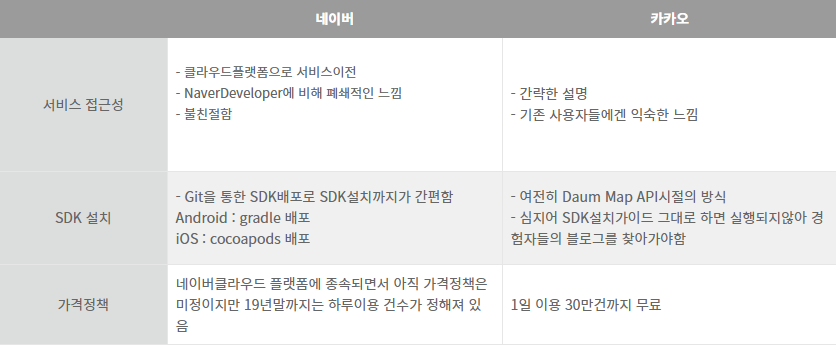 네이버 카카오
서비스 접근성
- 클라우드플랫폼으로 서비스이전
- NaverDeveloper에 비해 폐쇄적인 느낌
- 불친절함
- 간략한 설명
- 기존 사용자들에겐 익숙한 느낌
SDK 설치
- Git을 통한 SDK배포로 SDK설치까지가 간편함
Android : gradle 배포
iOS : cocoapods 배포
- 여전히 Daum Map API시절의 방식
- 심지어 SDK설치가이드 그대로 하면 실행되지않아 경
험자들의 블로그를 찾아가야함
가격정책
네이버클라우드 플랫폼에 종속되면서 아직 가격정책은
미정이지만 19년말까지는 하루이용 건수가 정해져 있
음
1일 이용 30만건까지 무료